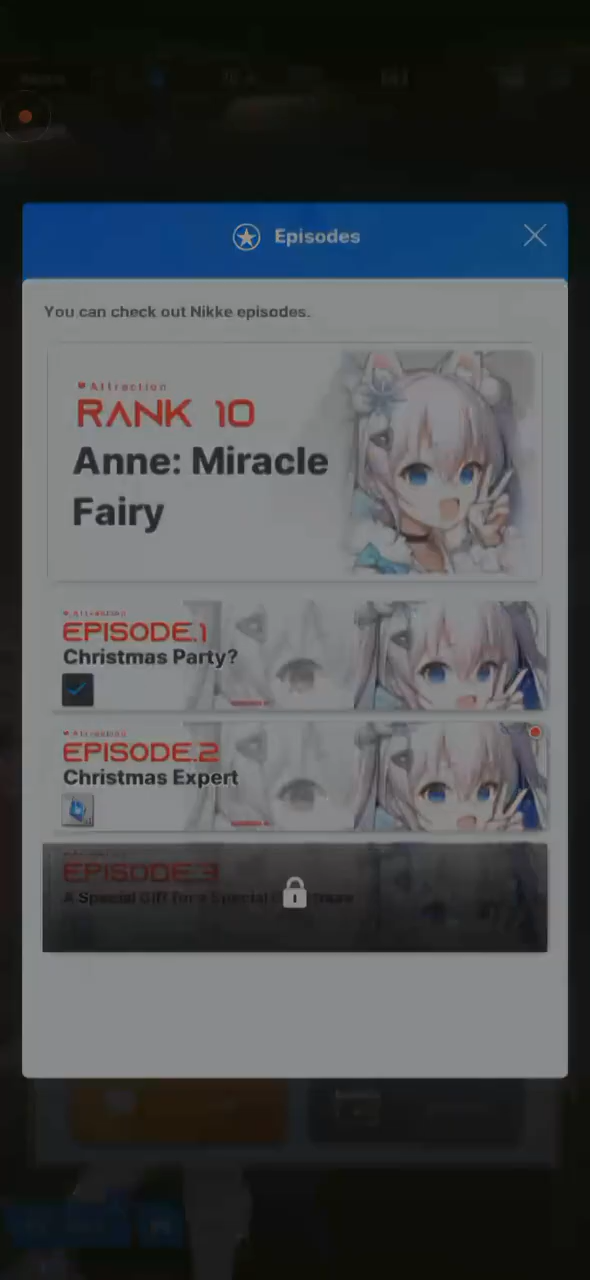 Episodes
You can check out Nikke episodes.
Attraction
RANK 10
Anne: Miracle
Fairy
EPISODE.1
Christmas Party?
EPISODE.2
Christmas Expert
EPISODE.3
A Special Gift for a Special